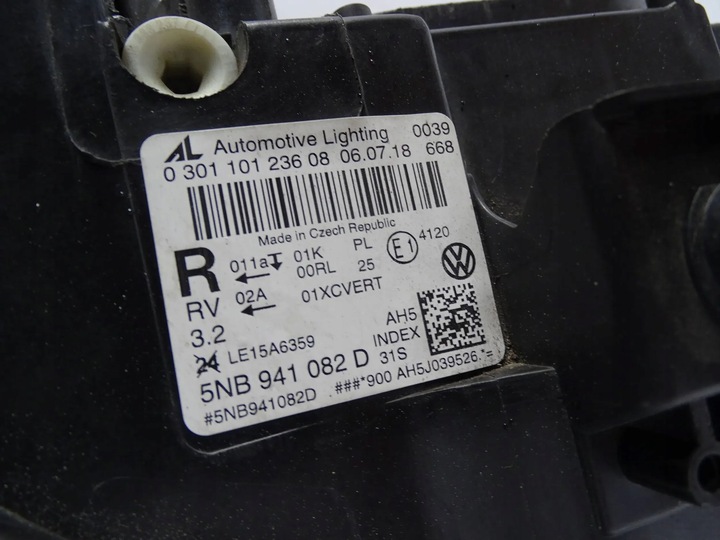 AL Automotive Lighting 0039
0 301 101 236 08 06.07.18 668
Made in Czech Republic
R 011a 01K PL E1 4120
00RL 25
RV 02A 01XCVERT
3.2
24 LE15A6359 AH5
INDEX
5NB 941 082 D 31S
#5NB941082D ###*900 AH5J039526.*=